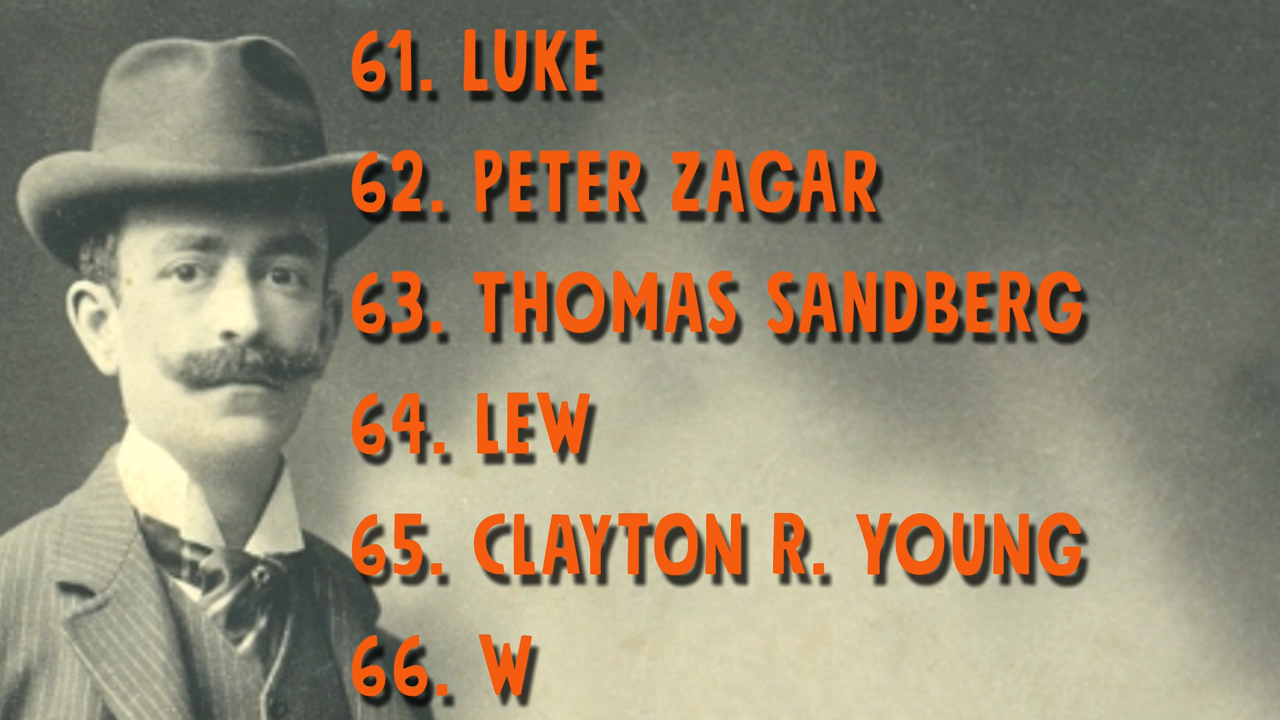 61. LUKE
62. PETER ZAGAR
63. THOMAS SANDBERG
64. LEW
65. CLAYTON R. YOUNG
66. W